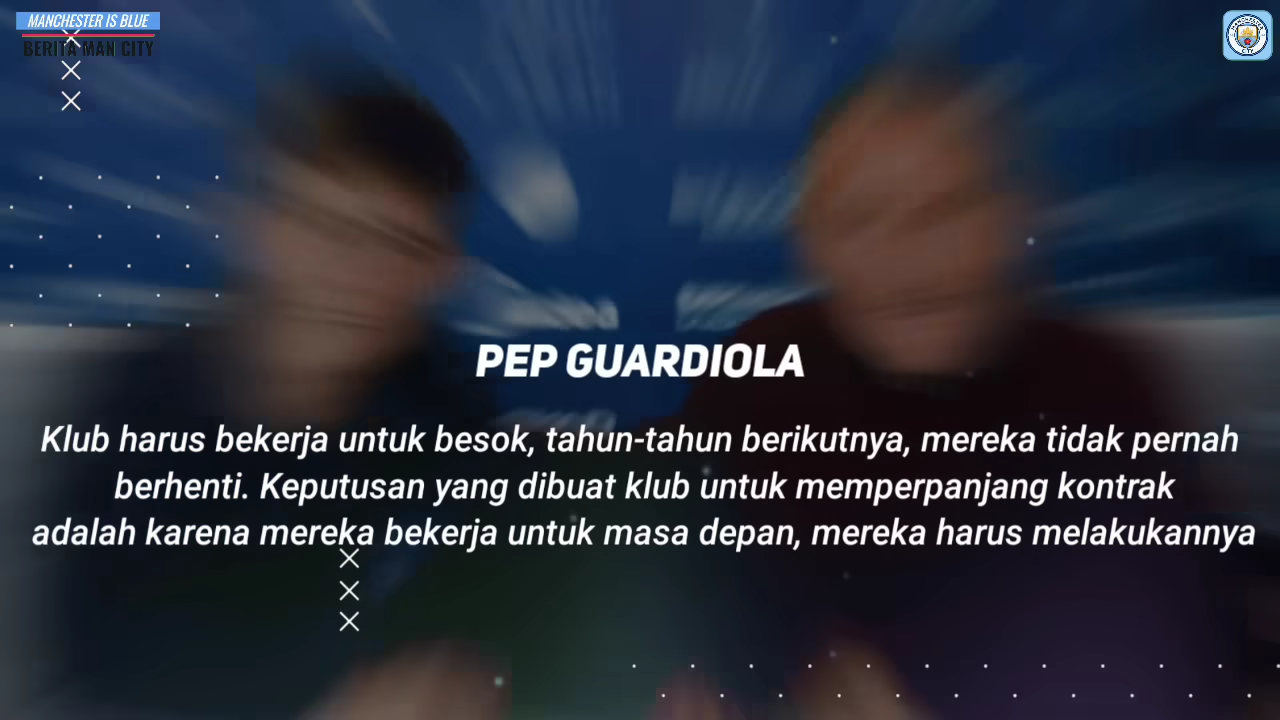 MANCHESTER IS BLUE
BERITA MAN CITY
PEP GUARDIOLA
Klub harus bekerja untuk besok, tahun-tahun berikutnya, mereka tidak pernah
berhenti. Keputusan yang dibuat klub untuk memperpanjang kontrak
adalah karena mereka bekerja untuk masa depan, mereka harus melakukannya